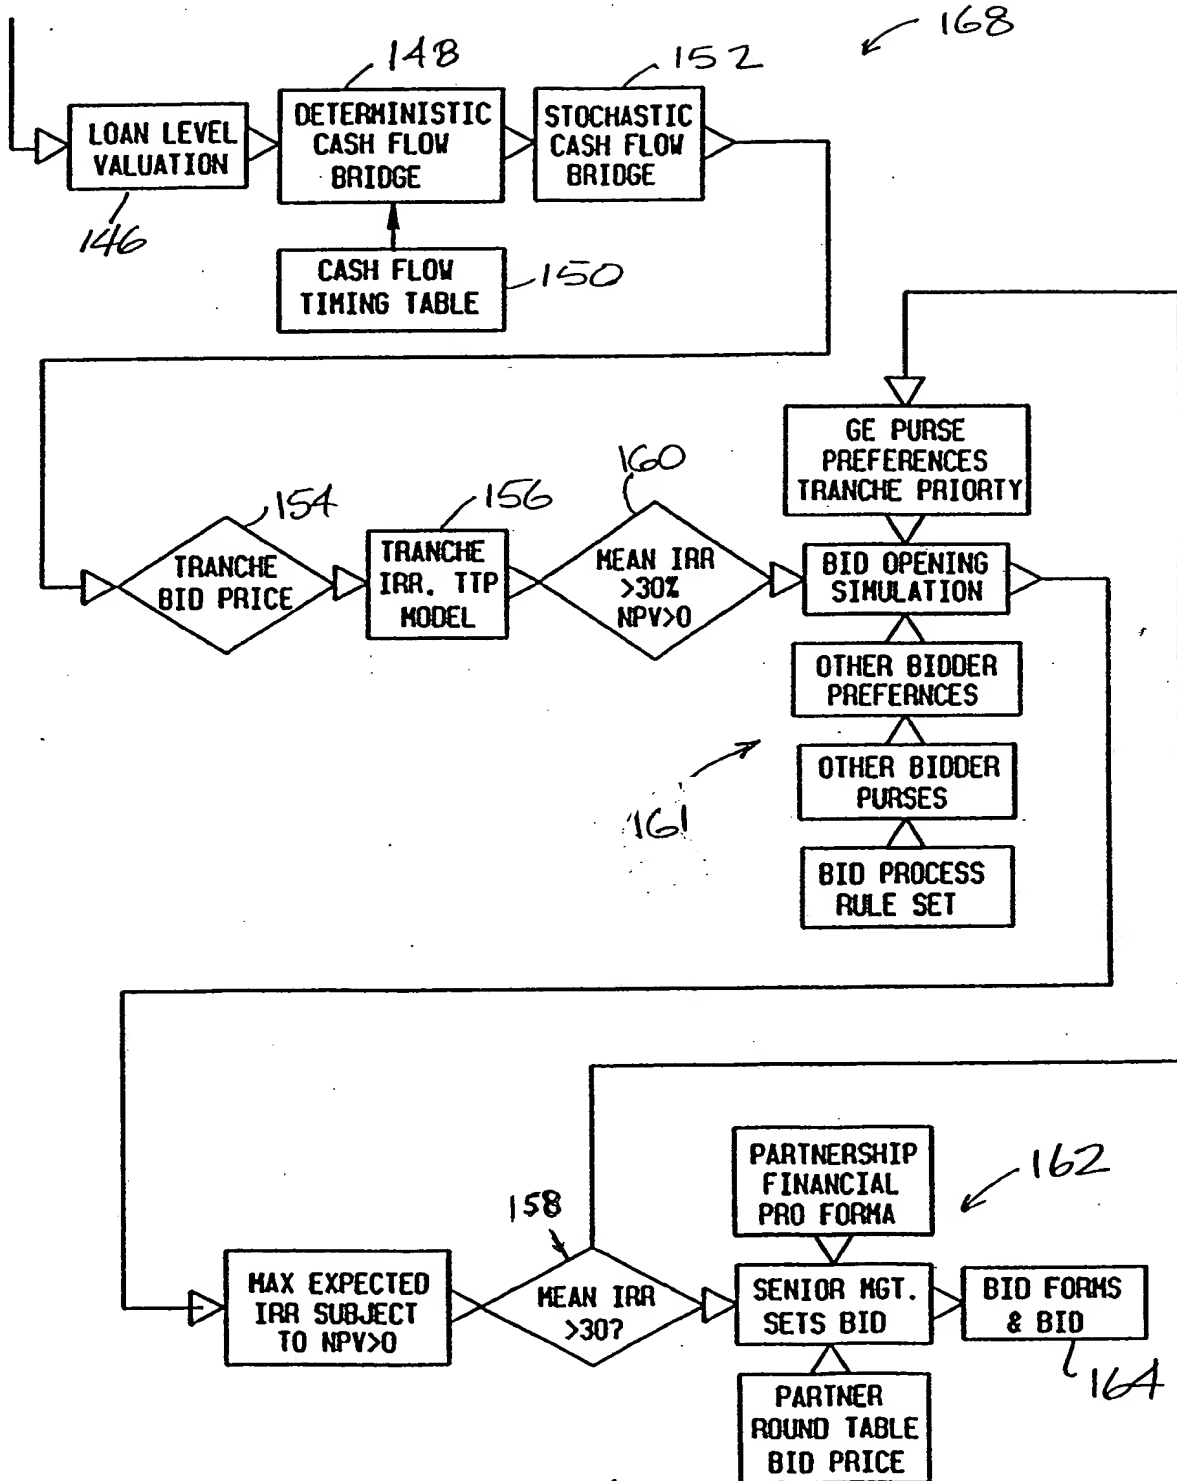 168
148
152
LOAN LEVEL
VALUATION
146
DETERMINISTIC
CASH FLOW
BRIDGE
STOCHASTIC
CASH FLOW
BRIDGE
CASH FLOW
TIMING TABLE
150
GE PURSE
PREFERENCES
TRANCHE PRIORTY
154
TRANCHE
BID PRICE
156
TRANCHE
IRR. TTP
MODEL
160
MEAN IRR
>30%
NPV>0
BID OPENING
SIMULATION
OTHER BIDDER
PREFERNCES
OTHER BIDDER
PURSES
161
BID PROCESS
RULE SET
PARTNERSHIP
FINANCIAL
PRO FORMA
162
158
MAX EXPECTED
IRR SUBJECT
TO NPV>0
MEAN IRR
>30?
SENIOR MGT.
SETS BID
BID FORMS
& BID
164
PARTNER
ROUND TABLE
BID PRICE